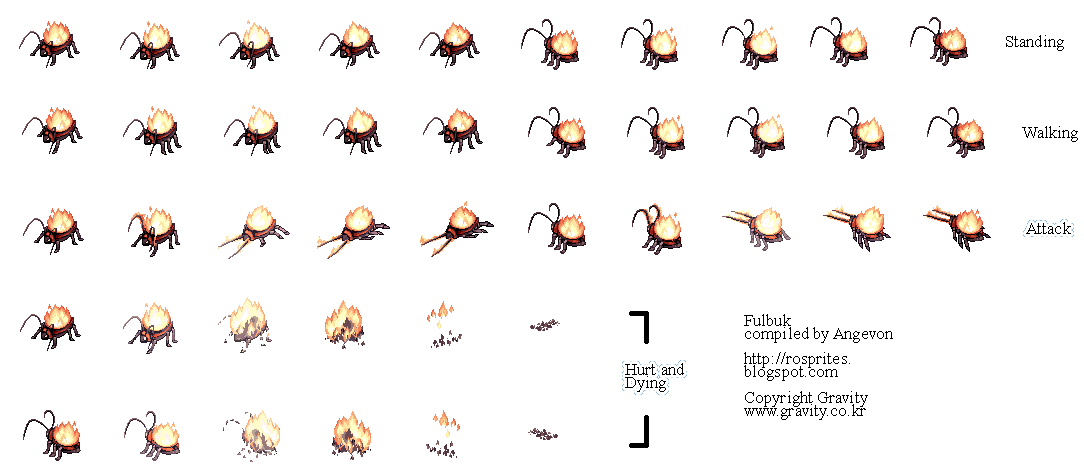 Standing
Walking
Attack
Fulbuk
compiled by Angevon
http://rosprites.
blogspot.com
Copyright Gravity
www.gravity.co.kr
Hurt and
Dying